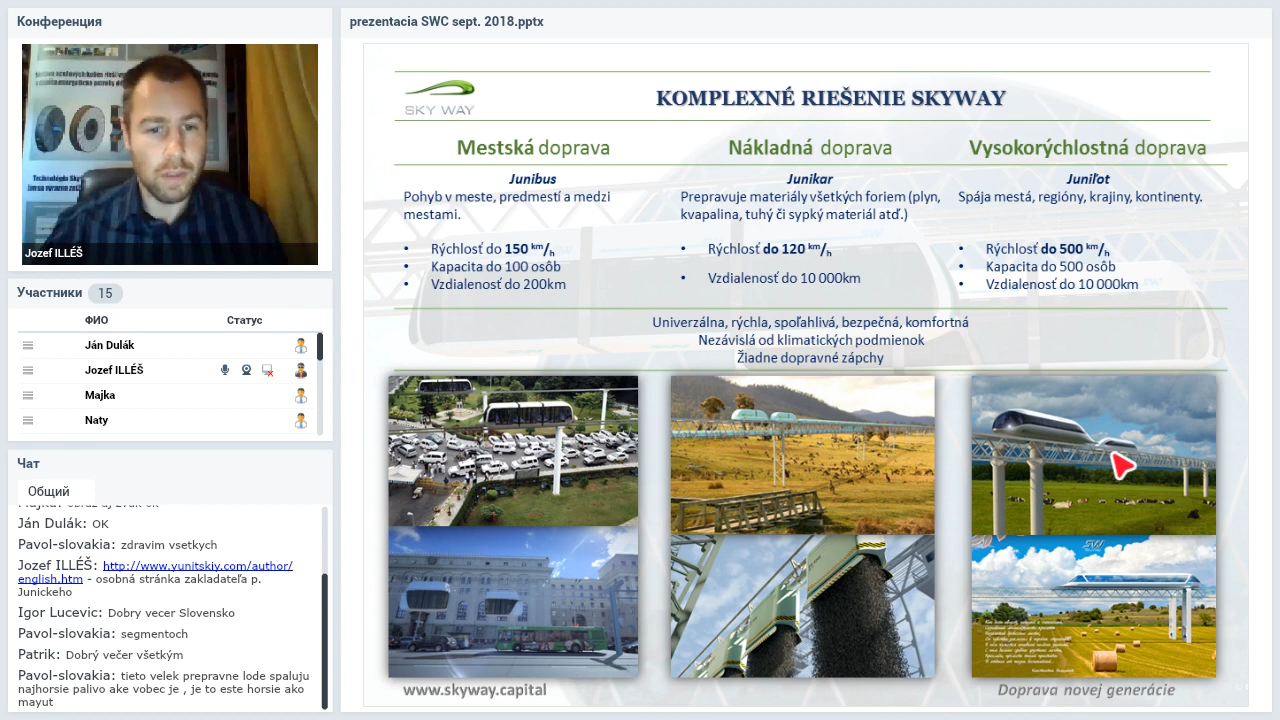 Конференция
Jozef ILLÉŠ
Участники 15
ФИО Статус
Ján Dulák
Jozef ILLÉŠ
Majka
Naty
Чат
Общий
Ján Dulák: OK
Pavol-slovakia: zdravim vsetkych
Jozef ILLÉŠ: http://www.yunitskiy.com/author/
english.htm - osobná stránka zakladateľa p.
Junickeho
Igor Lucevic: Dobry vecer Slovensko
Pavol-slovakia: segmentoch
Patrik: Dobrý večer všetkým
Pavol-slovakia: tieto velek prepravne lode spaluju
najhorsie palivo ake vobec je , je to este horsie ako
mayut
prezentacia SWC sept. 2018.pptx
SKY WAY
KOMPLEXNÉ RIEŠENIE SKYWAY
Mestská doprava
Junibus
Pohyb v meste, predmestí a medzi
mestami.
• Rýchlosť do 150 km/h
• Kapacita do 100 osôb
• Vzdialenosť do 200km
Nákladná doprava
Junikar
Prepravuje materiály všetkých foriem (plyn,
kvapalina, tuhý či sypký materiál atď.)
• Rýchlosť do 120 km/h
• Vzdialenosť do 10 000km
Vysokorýchlostná doprava
Juniľot
Spája mestá, regióny, krajiny, kontinenty.
• Rýchlosť do 500 km/h
• Kapacita do 500 osôb
• Vzdialenosť do 10 000km
Univerzálna, rýchla, spoľahlivá, bezpečná, komfortná
Nezávislá od klimatických podmienok
Žiadne dopravné zápchy
www.skyway.capital
Doprava novej generácie